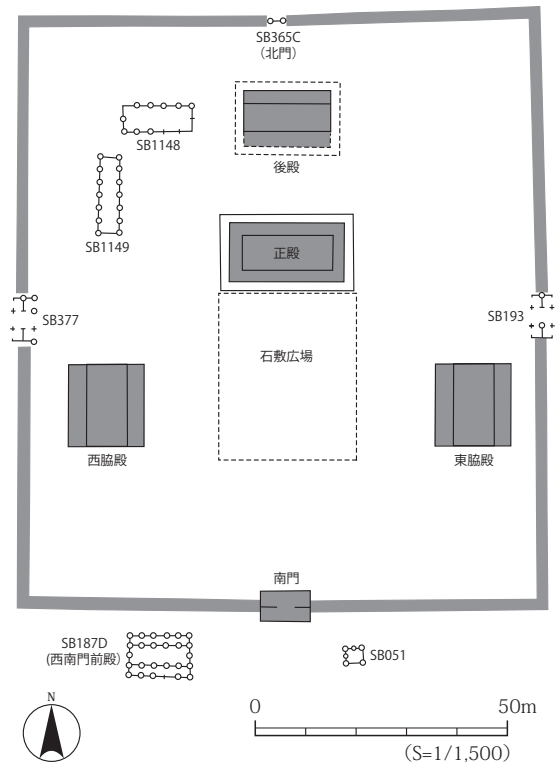 SB365C
（北門）
SB1148
後殿
SB1149
正殿
SB377
SB193
石敷広場
西脇殿
東脇殿
南門
SB187D
(西南門前殿)
SB051
N
0 50m
（S=1/1,500）